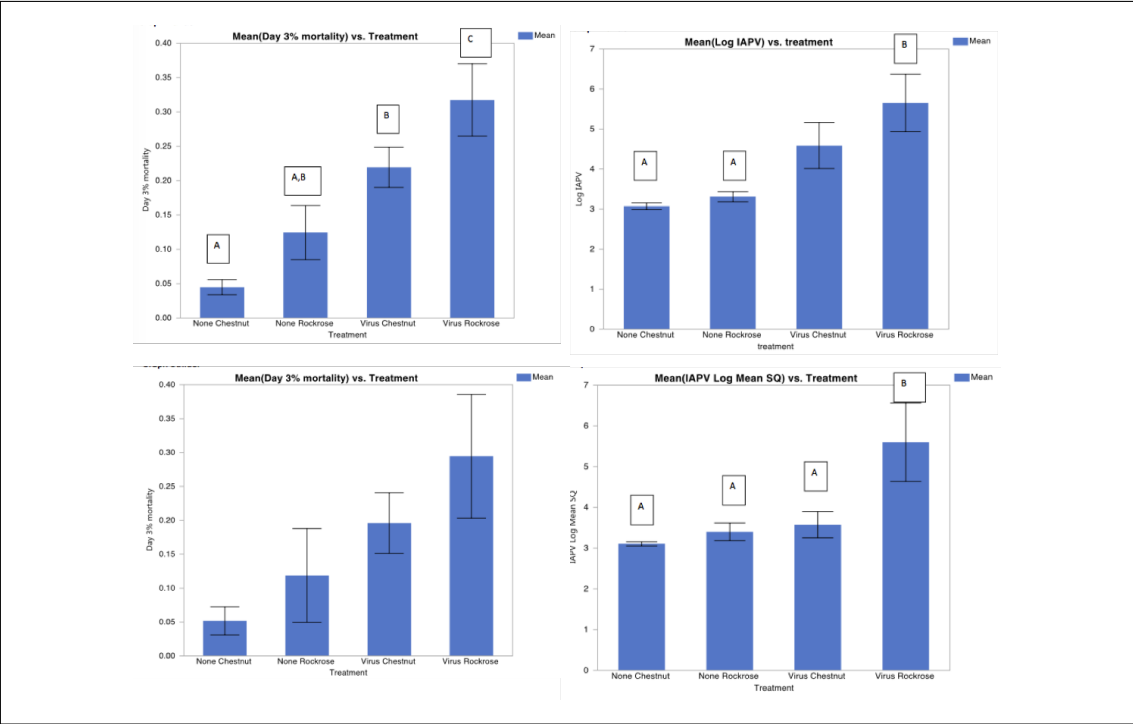 Mean(Day 3% mortality) vs. Treatment
Mean
C
B
A,B
A
0.40
0.35
0.30
0.25
0.20
0.15
0.10
0.05
0.00
Day 3% mortality
None Chestnut None Rockrose Virus Chestnut Virus Rockrose
Treatment
Mean(Log IAPV) vs. treatment
Mean
B
A A
7
6
5
4
3
2
1
0
Log IAPV
None Chestnut None Rockrose Virus Chestnut Virus Rockrose
treatment
Mean(Day 3% mortality) vs. Treatment
Mean
0.40
0.35
0.30
0.25
0.20
0.15
0.10
0.05
0.00
Day 3% mortality
None Chestnut None Rockrose Virus Chestnut Virus Rockrose
Treatment
Mean(IAPV Log Mean SQ) vs. Treatment
Mean
B
A
A
A
7
6
5
4
3
2
1
0
IAPV Log Mean SQ
None Chestnut None Rockrose Virus Chestnut Virus Rockrose
Treatment